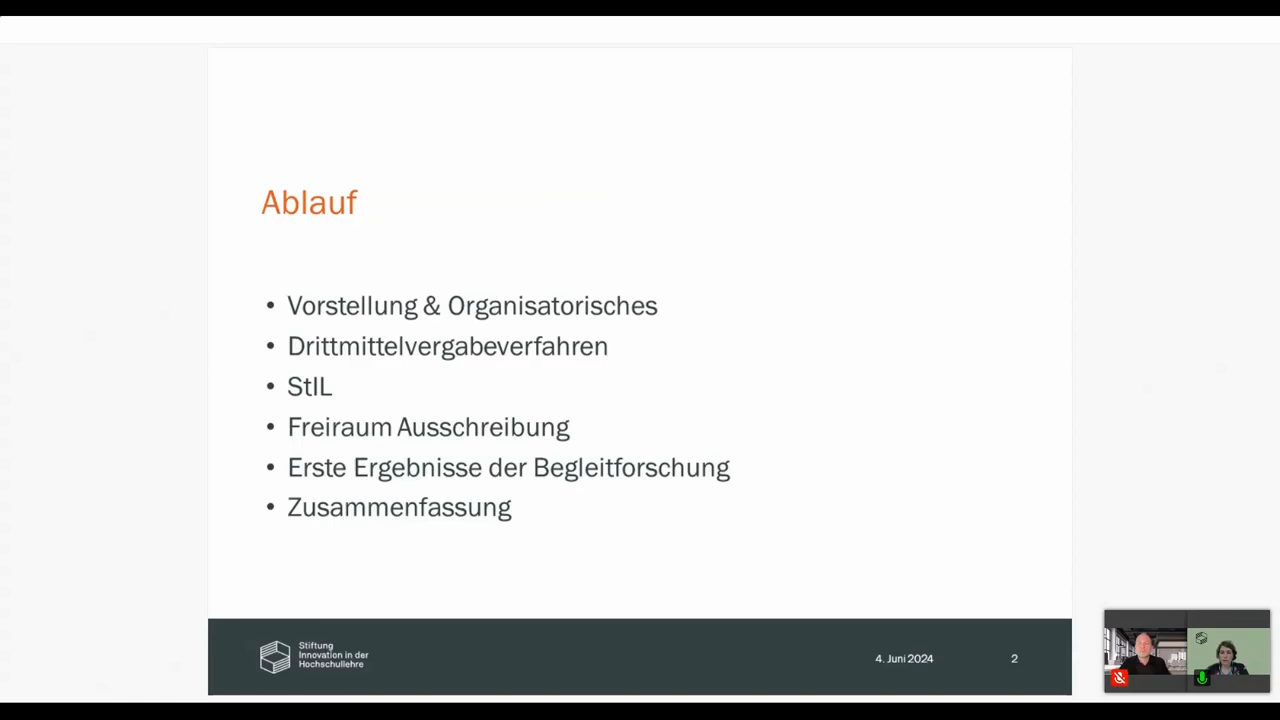 Ablauf
• Vorstellung & Organisatorisches
• Drittmittelvergabeverfahren
• StIL
• Freiraum Ausschreibung
• Erste Ergebnisse der Begleitforschung
• Zusammenfassung
Stiftung
Innovation in der
Hochschullehre
4. Juni 2024
2